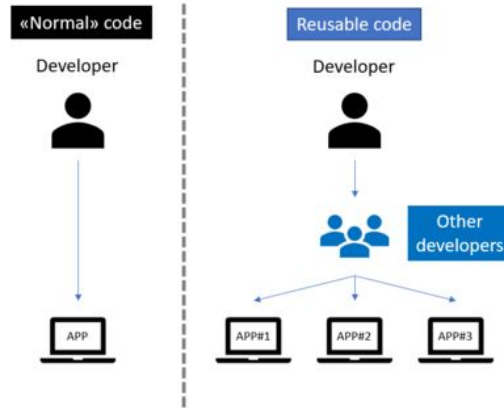 «Normal» code
Developer
APP
Reusable code
Developer
Other
developers
APP#1
APP#2
APP#3